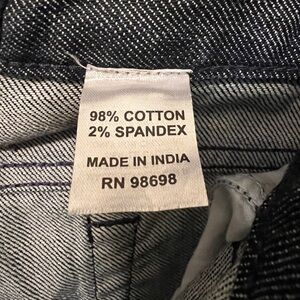 98% COTTON
2% SPANDEX
MADE IN INDIA
RN 98698